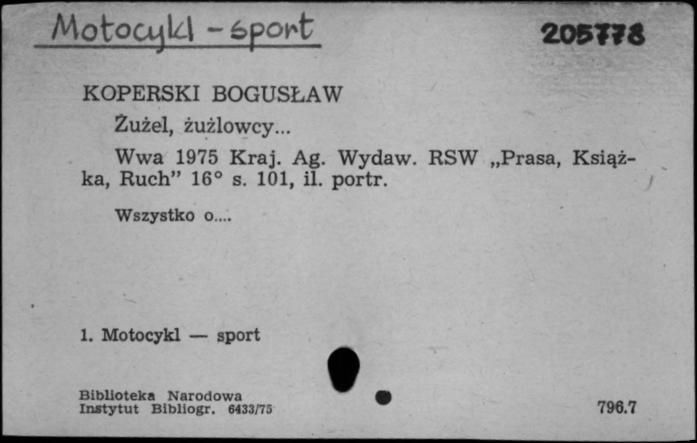 Motocykl - sport
205778
KOPERSKI BOGUSŁAW
Żużel, żużlowcy...
Wwa 1975 Kraj. Ag. Wydaw. RSW „Prasa, Książ-
ka, Ruch” 16° s. 101, il. portr.
Wszystko o....
1. Motocykl — sport
Biblioteka Narodowa
Instytut Bibliogr. 6433/75
796.7